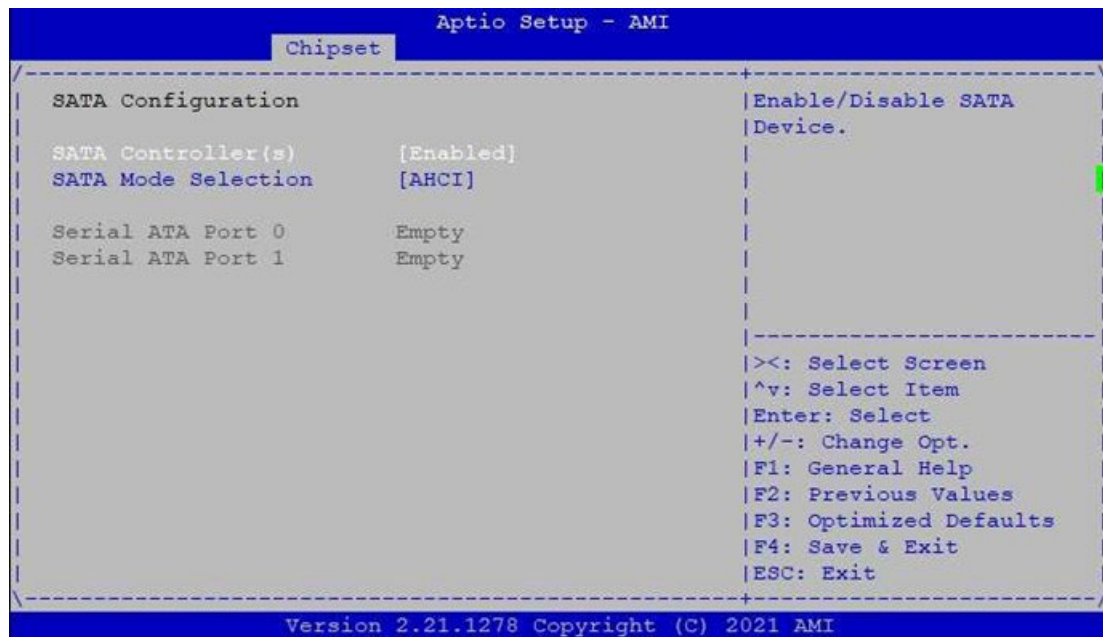 Aptio Setup - AMI
Chipset
SATA Configuration
SATA Controller(s) [Enabled]
SATA Mode Selection [AHCI]
Serial ATA Port 0 Empty
Serial ATA Port 1 Empty
Enable/Disable SATA
Device.
><: Select Screen
^v: Select Item
Enter: Select
+/-: Change Opt.
F1: General Help
F2: Previous Values
F3: Optimized Defaults
F4: Save & Exit
ESC: Exit
Version 2.21.1278 Copyright (C) 2021 AMI